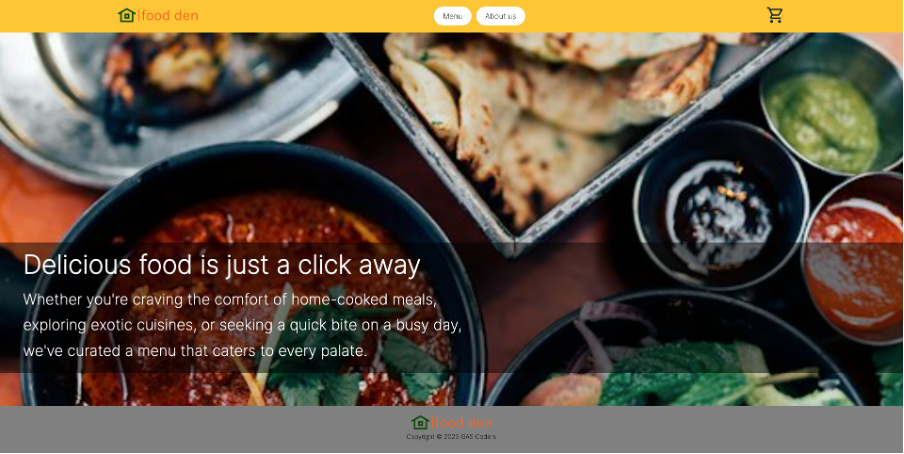 |food den
Menu
About us
Delicious food is just a click away
Whether you're craving the comfort of home-cooked meals,
exploring exotic cuisines, or seeking a quick bite on a busy day,
we've curated a menu that caters to every palate.
|food den
Copyright © 2023 GAS Coders